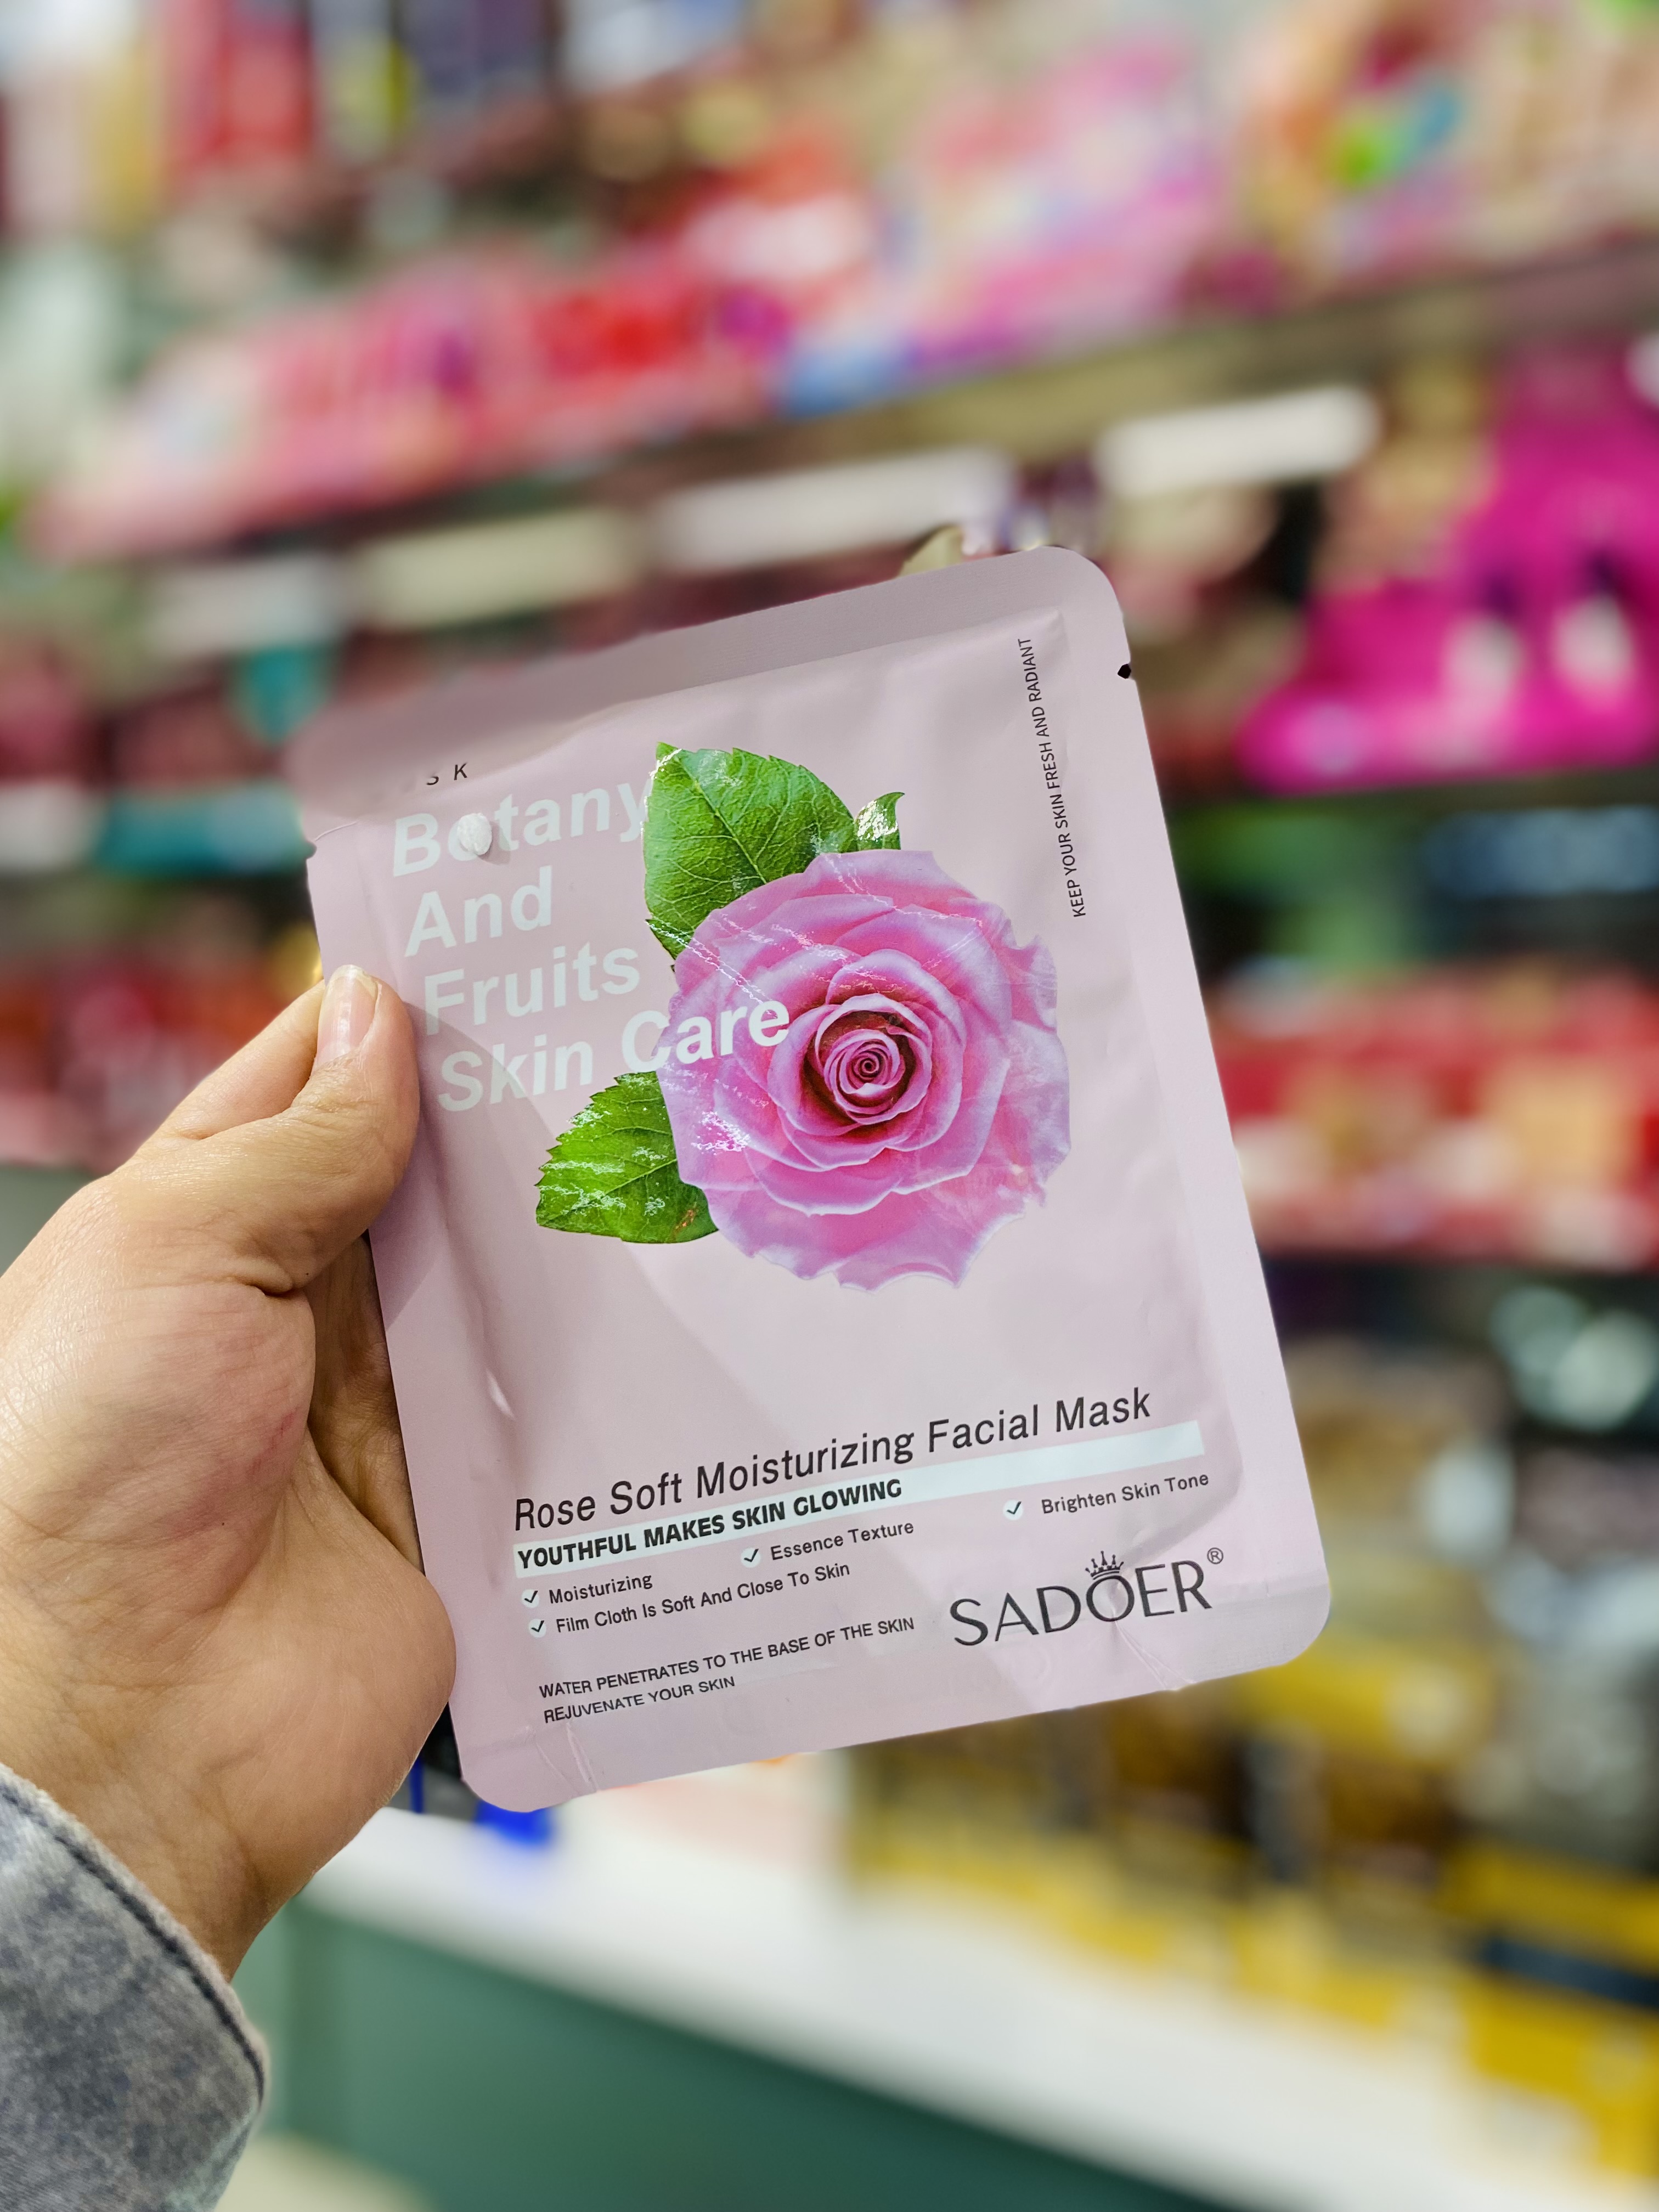 Botany
And
Fruits
Skin Care
KEEP YOUR SKIN FRESH AND RADIANT
Rose Soft Moisturizing Facial Mask
YOUTHFUL MAKES SKIN GLOWING
Moisturizing
Essence Texture
Brighten Skin Tone
Film Cloth Is Soft And Close To Skin
WATER PENETRATES TO THE BASE OF THE SKIN
REJUVENATE YOUR SKIN
SADOER®